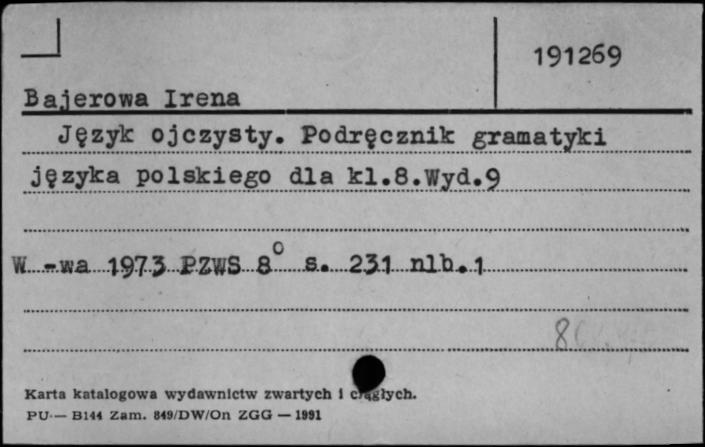 191269
Bajerowa Irena
Język ojczysty. Podręcznik gramatyki
języka polskiego dla kl.8.Wyd.9
W.-wa 1973 PZWS 8° s. 231 nlb.1
8
Karta katalogowa wydawnictw zwartych i ciągłych.
PU — B144 Zam. 849/DW/On ZGG — 1991